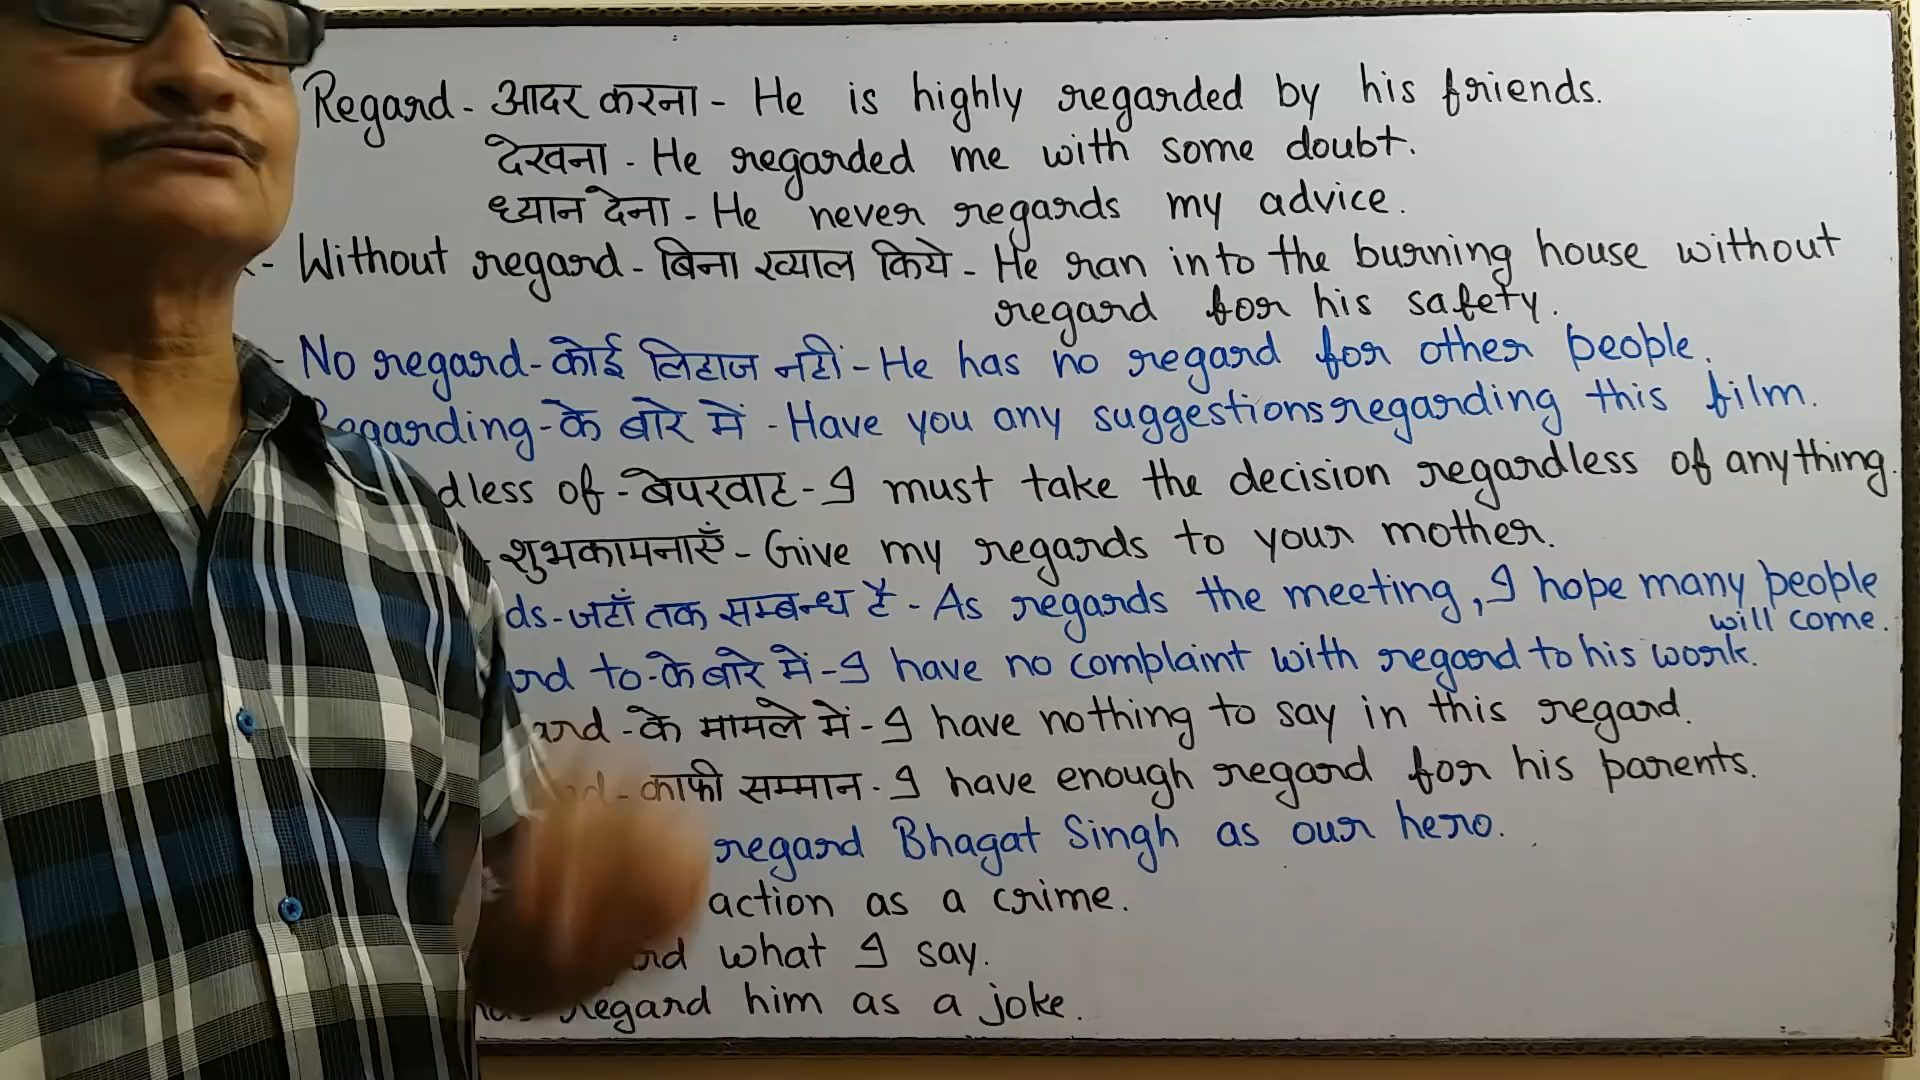 Regard - आदर करना - He is highly regarded by his friends.
देखना - He regarded me with some doubt.
ध्यान देना - He never regards my advice.
- Without regard - बिना ख्याल किये - He ran into the burning house without
regard for his safety.
- No regard - कोई लिहाज नहीं - He has no regard for other people.
Regarding - के बारे में - Have you any suggestions regarding this film.
dless of - बेपरवाह - I must take the decision regardless of anything.
- शुभकामनाएँ - Give my regards to your mother.
ds - जहाँ तक सम्बन्ध है - As regards the meeting, I hope many people
will come.
ard to - के बारे में - I have no complaint with regard to his work.
ard - के मामले में - I have nothing to say in this regard.
- काफी सम्मान - I have enough regard for his parents.
regard Bhagat Singh as our hero.
action as a crime.
what I say.
regard him as a joke.